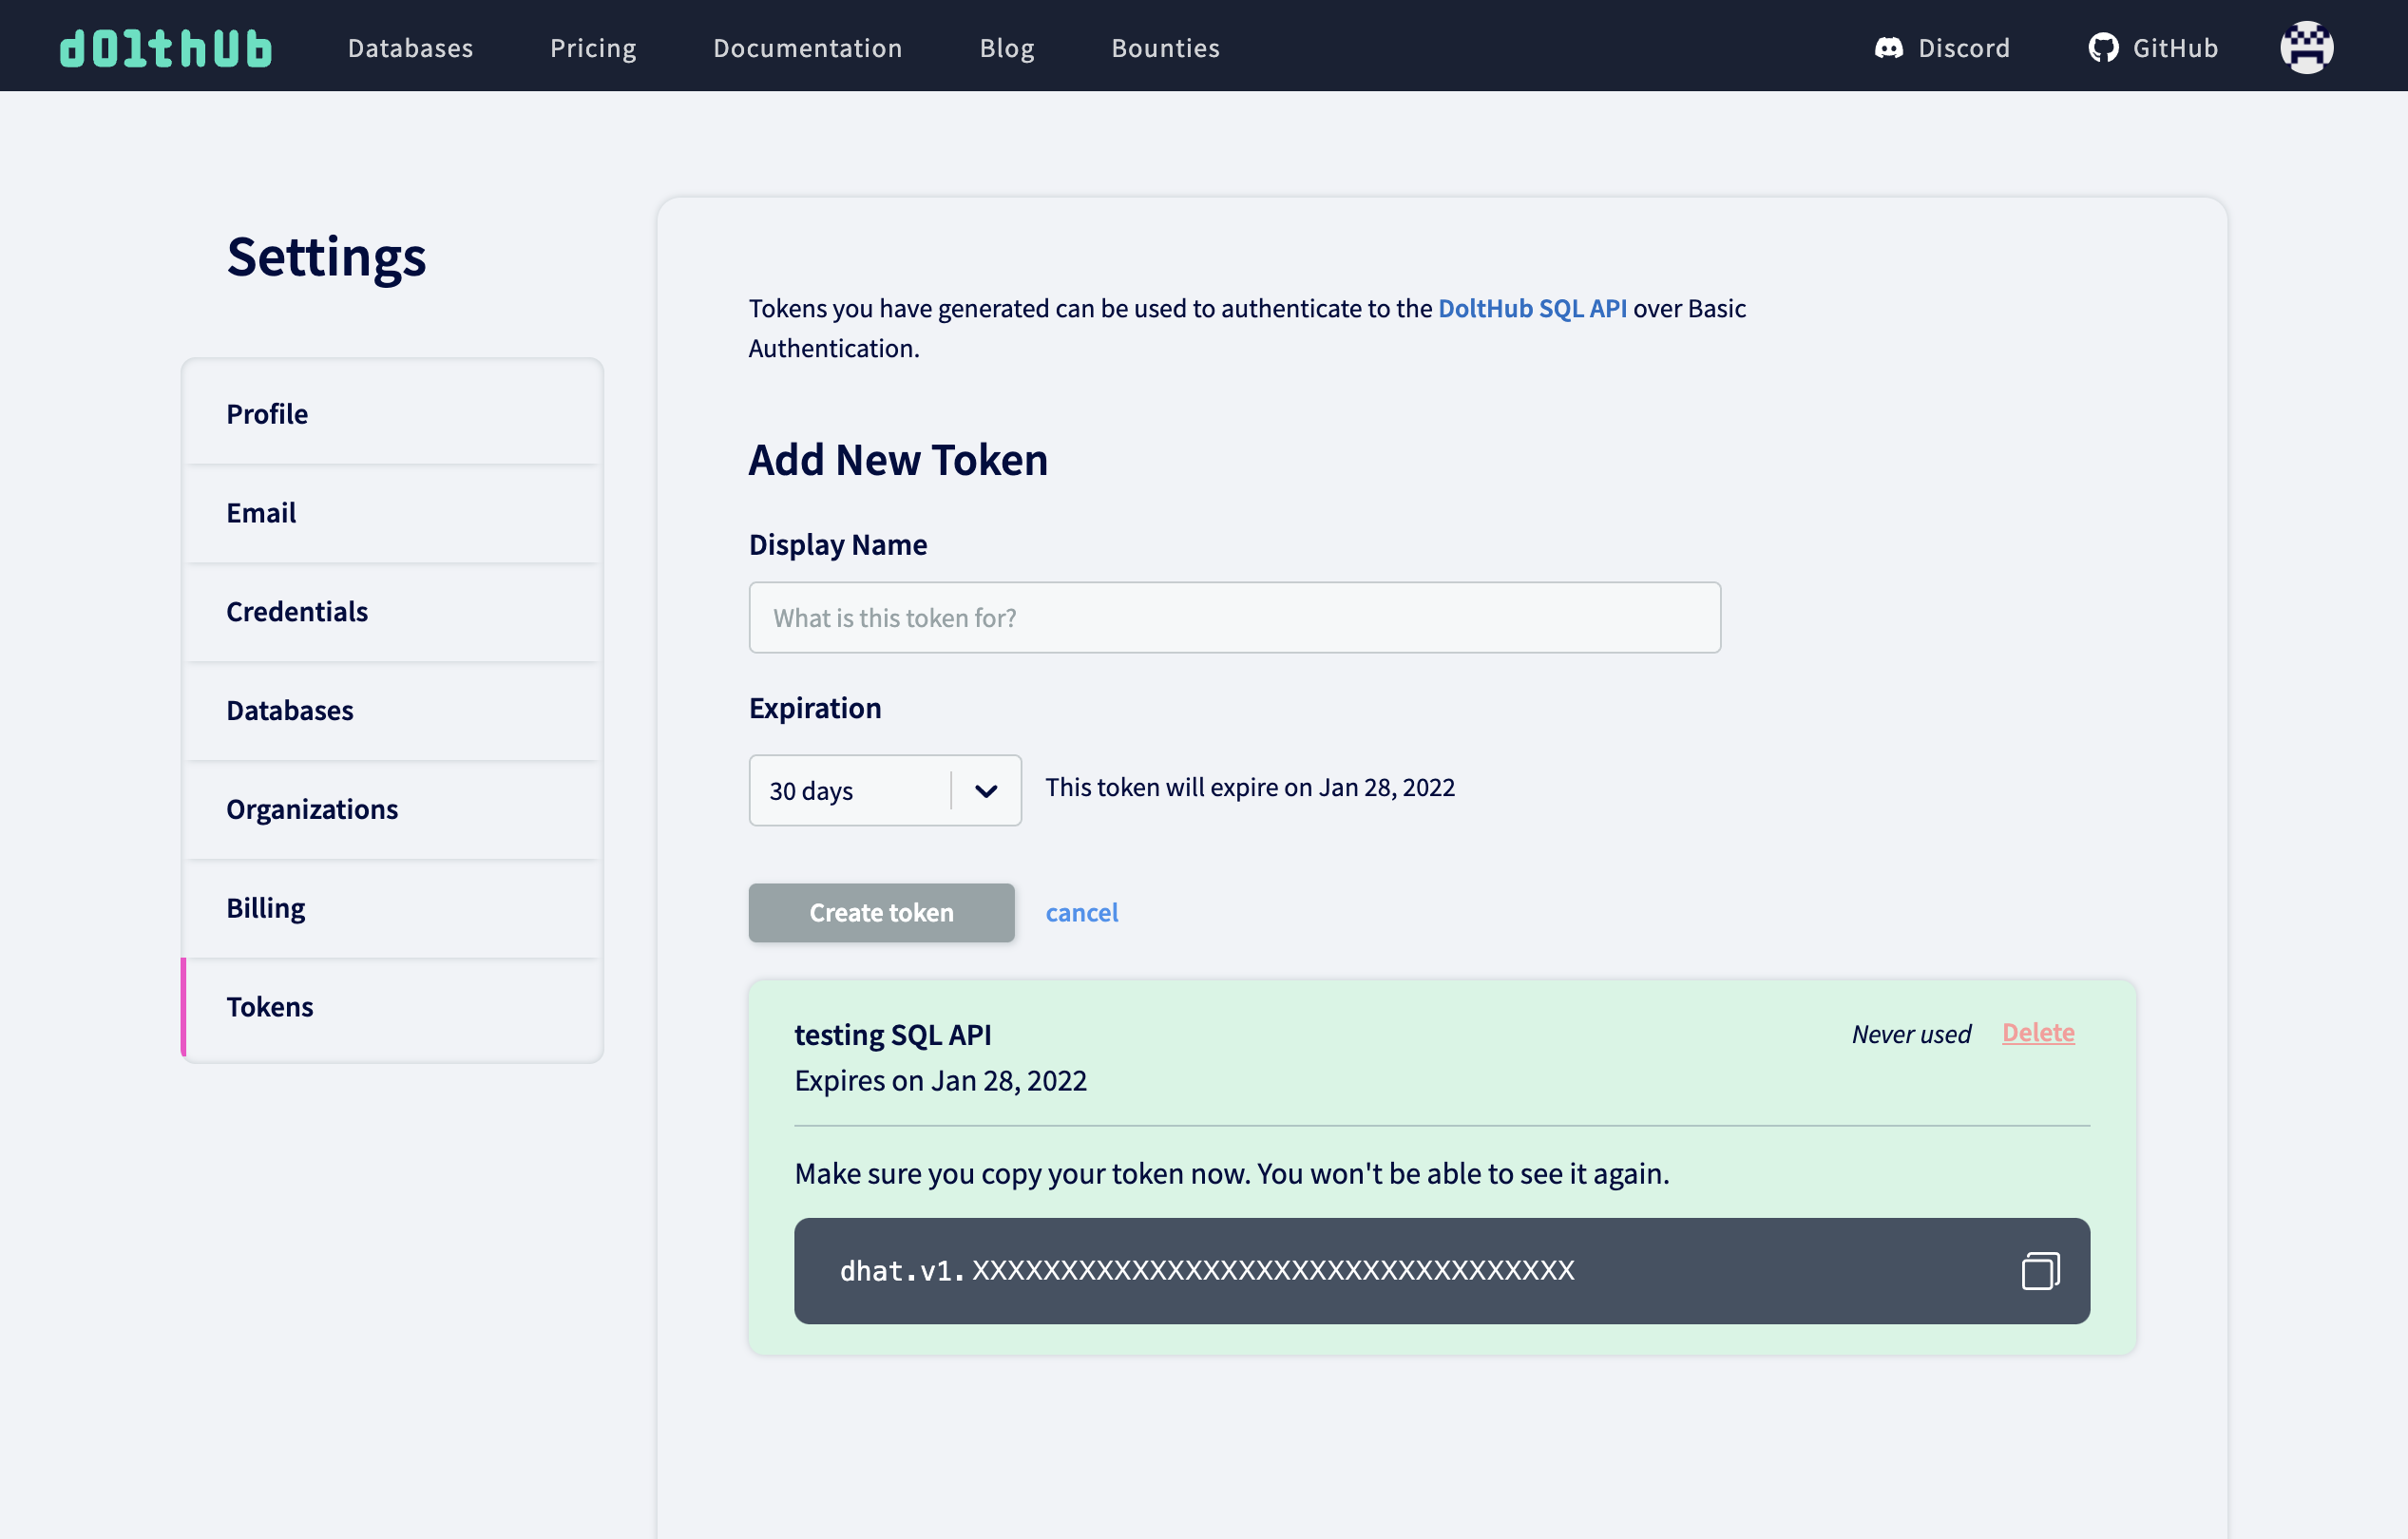 dolthub
Databases
Pricing
Documentation
Blog
Bounties
Discord
GitHub
Settings
Profile
Email
Credentials
Databases
Organizations
Billing
Tokens
Tokens you have generated can be used to authenticate to the DoltHub SQL API over Basic
Authentication.
Add New Token
Display Name
What is this token for?
Expiration
30 days
This token will expire on Jan 28, 2022
Create token
cancel
testing SQL API
Never used
Delete
Expires on Jan 28, 2022
Make sure you copy your token now. You won't be able to see it again.
dhat.v1.XXXXXXXXXXXXXXXXXXXXXXXXXXXXXXXXXX